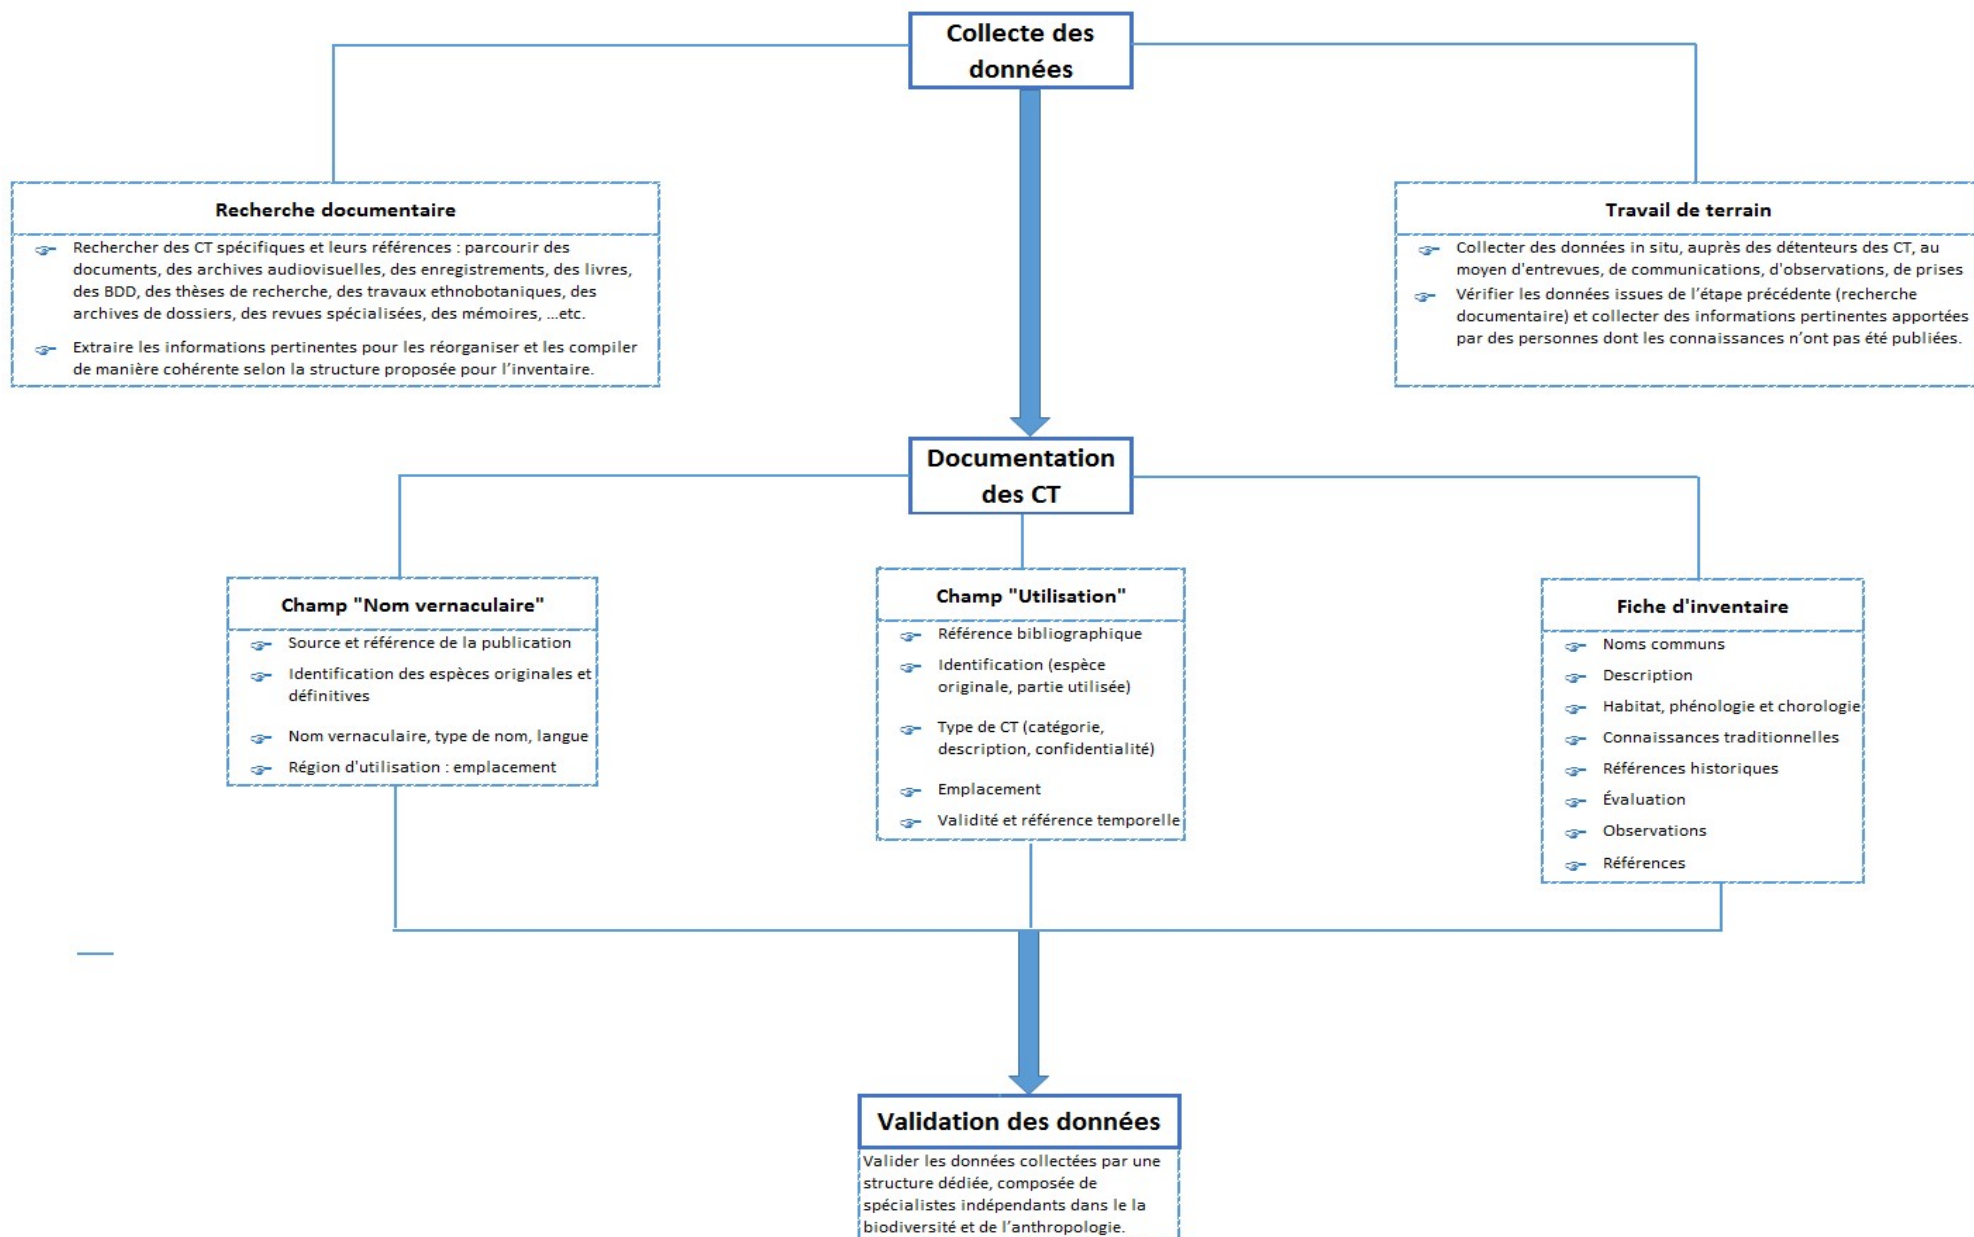 Collecte des
données
Recherche documentaire
Rechercher des CT spécifiques et leurs références : parcourir des
documents, des archives audiovisuelles, des enregistrements, des livres,
des BDD, des thèses de recherche, des travaux ethnobotaniques, des
archives de dossiers, des revues spécialisées, des mémoires, ...etc.
Extraire les informations pertinentes pour les réorganiser et les compiler
de manière cohérente selon la structure proposée pour l’inventaire.
Travail de terrain
Collecter des données in situ, auprès des détenteurs des CT, au
moyen d'entrevues, de communications, d'observations, de prises
Vérifier les données issues de l’étape précédente (recherche
documentaire) et collecter des informations pertinentes apportées
par des personnes dont les connaissances n’ont pas été publiées.
Documentation
des CT
Champ "Nom vernaculaire"
Source et référence de la publication
Identification des espèces originales et
définitives
Nom vernaculaire, type de nom, langue
Région d'utilisation : emplacement
Champ "Utilisation"
Référence bibliographique
Identification (espèce
originale, partie utilisée)
Type de CT (catégorie,
description, confidentialité)
Emplacement
Validité et référence temporelle
Fiche d'inventaire
Noms communs
Description
Habitat, phénologie et chorologie
Connaissances traditionnelles
Références historiques
Évaluation
Observations
Références
Validation des données
Valider les données collectées par une
structure dédiée, composée de
spécialistes indépendants dans le la
biodiversité et de l’anthropologie.